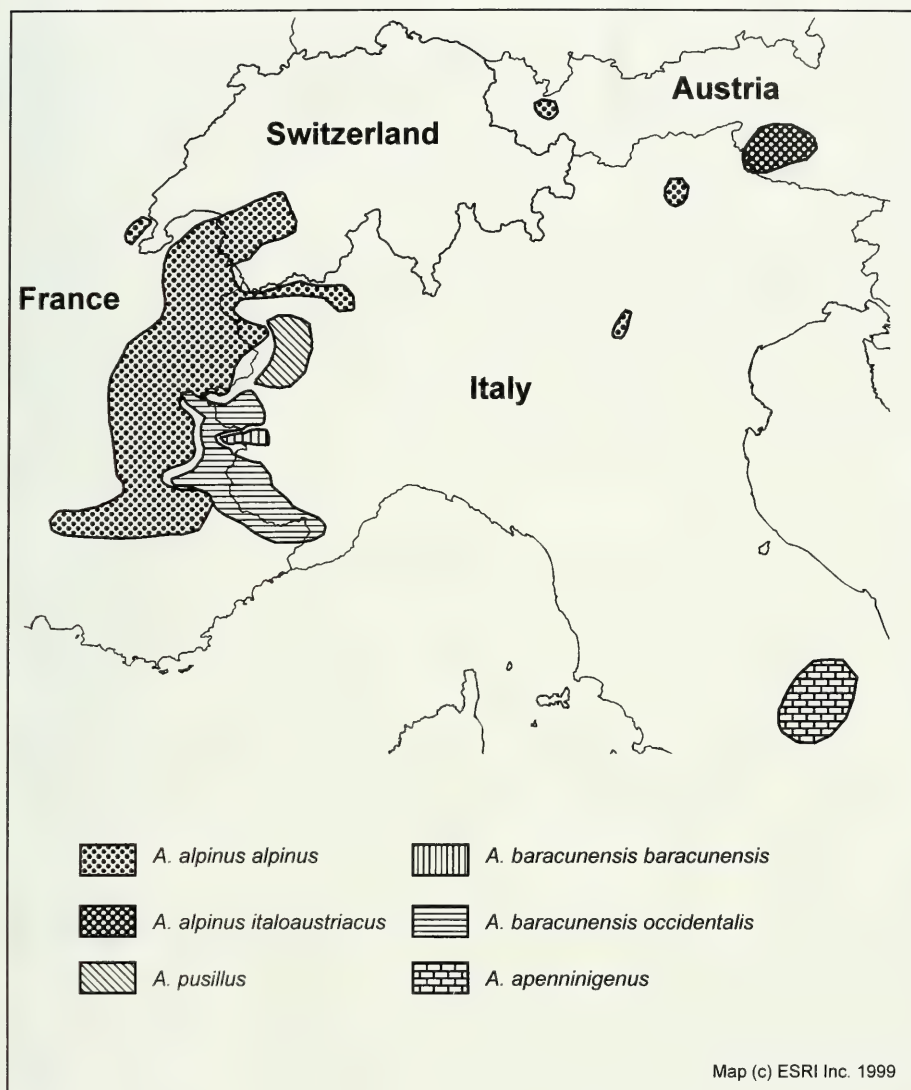 Austria
Switzerland
France
Italy
A. alpinus alpinus
A. baracunensis baracunensis
A. alpinus italoaustriacus
A. baracunensis occidentalis
A. pusillus
A. apenninigenus
Map (c) ESRI Inc. 1999